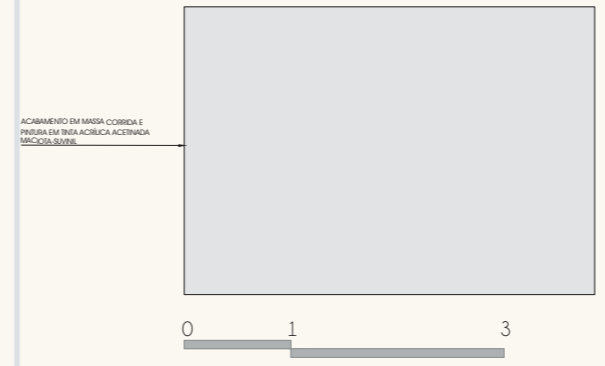 ACABAMENTO EM MASSA CORRIDA E
PINTURA EM TINTA ACRÍLICA ACETINADA
MACIOTA-SUVINIL
0 1 3